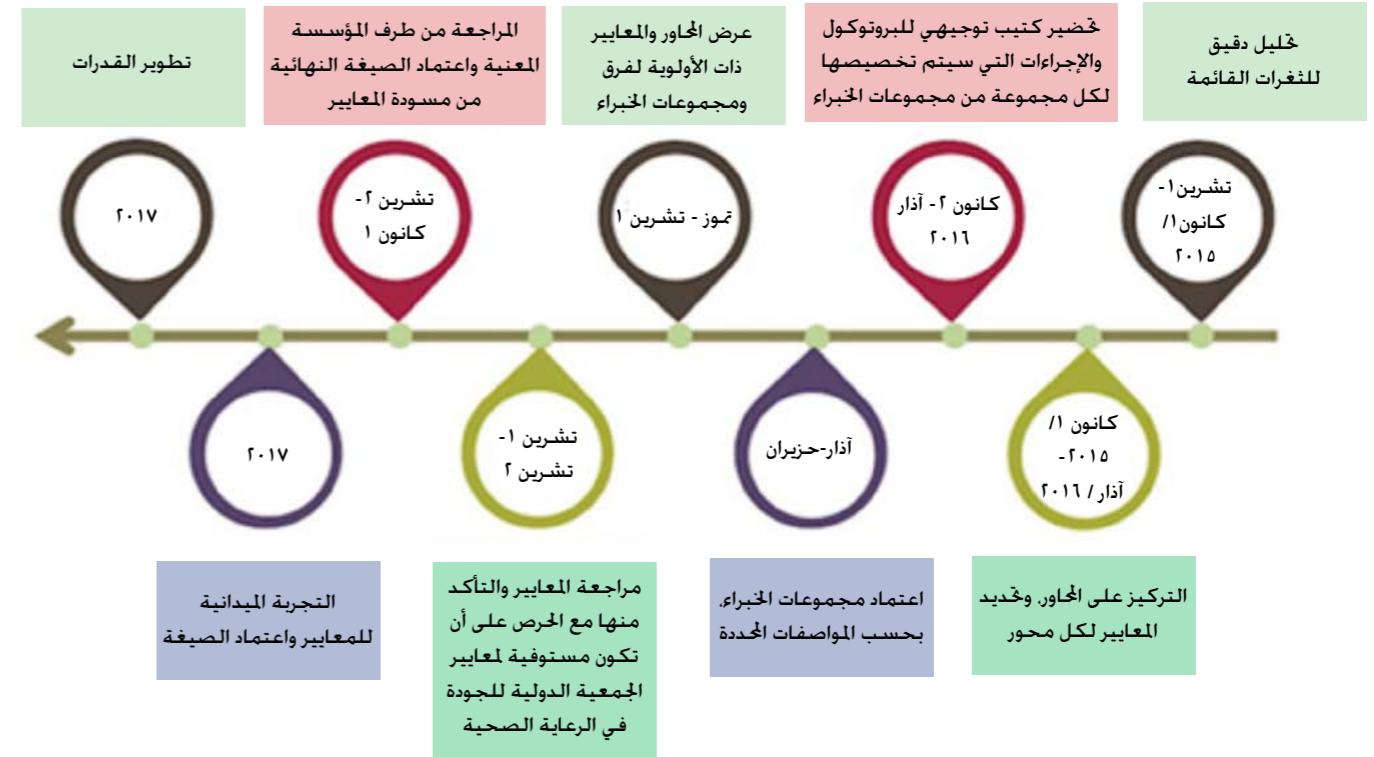 تحليل دقيق
للثغرات القائمة
تحضير كتيب توجيهي للبروتوكول
والإجراءات التي سيتم تخصيصها
لكل مجموعة من مجموعات الخبراء
عرض المحاور والمعايير
ذات الأولوية لفرق
ومجموعات الخبراء
المراجعة من طرف المؤسسة
المعنية واعتماد الصيغة النهائية
من مسودة المعايير
تطوير القدرات
تشرين١-
كانون١/
٢٠١٥
كانون ٢- آذار
٢٠١٦
تموز - تشرين ١
تشرين ٢-
كانون ١
٢٠١٧
كانون ١/
٢٠١٥-
آذار / ٢٠١٦
آذار-حزيران
تشرين ١-
تشرين ٢
٢٠١٧
التركيز على المحاور، وتحديد
المعايير لكل محور
اعتماد مجموعات الخبراء،
بحسب المواصفات المحددة
مراجعة المعايير والتأكد
منها مع الحرص على أن
تكون مستوفية لمعايير
الجمعية الدولية للجودة
في الرعاية الصحية
التجربة الميدانية
للمعايير واعتماد الصيغة